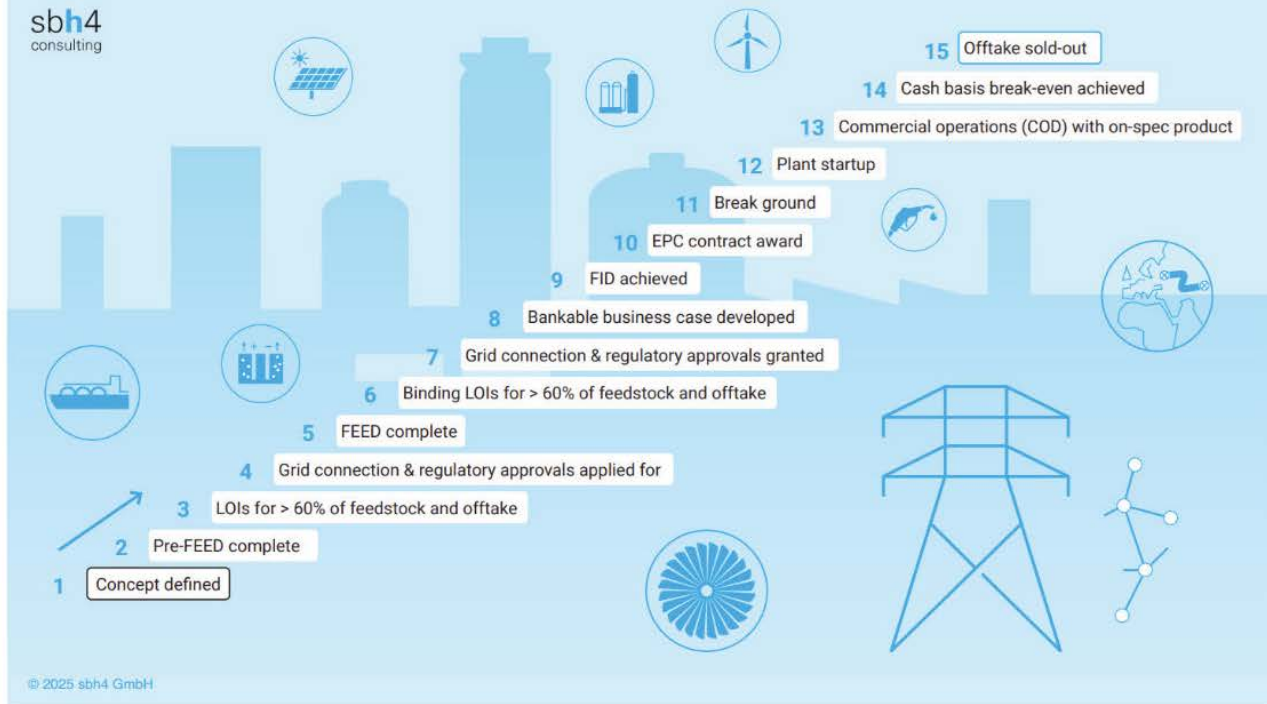 sbh4
consulting
15 Offtake sold-out
14 Cash basis break-even achieved
13 Commercial operations (COD) with on-spec product
12 Plant startup
11 Break ground
10 EPC contract award
9 FID achieved
8 Bankable business case developed
7 Grid connection & regulatory approvals granted
6 Binding LOIs for > 60% of feedstock and offtake
5 FEED complete
4 Grid connection & regulatory approvals applied for
3 LOIs for > 60% of feedstock and offtake
2 Pre-FEED complete
1 Concept defined
© 2025 sbh4 GmbH